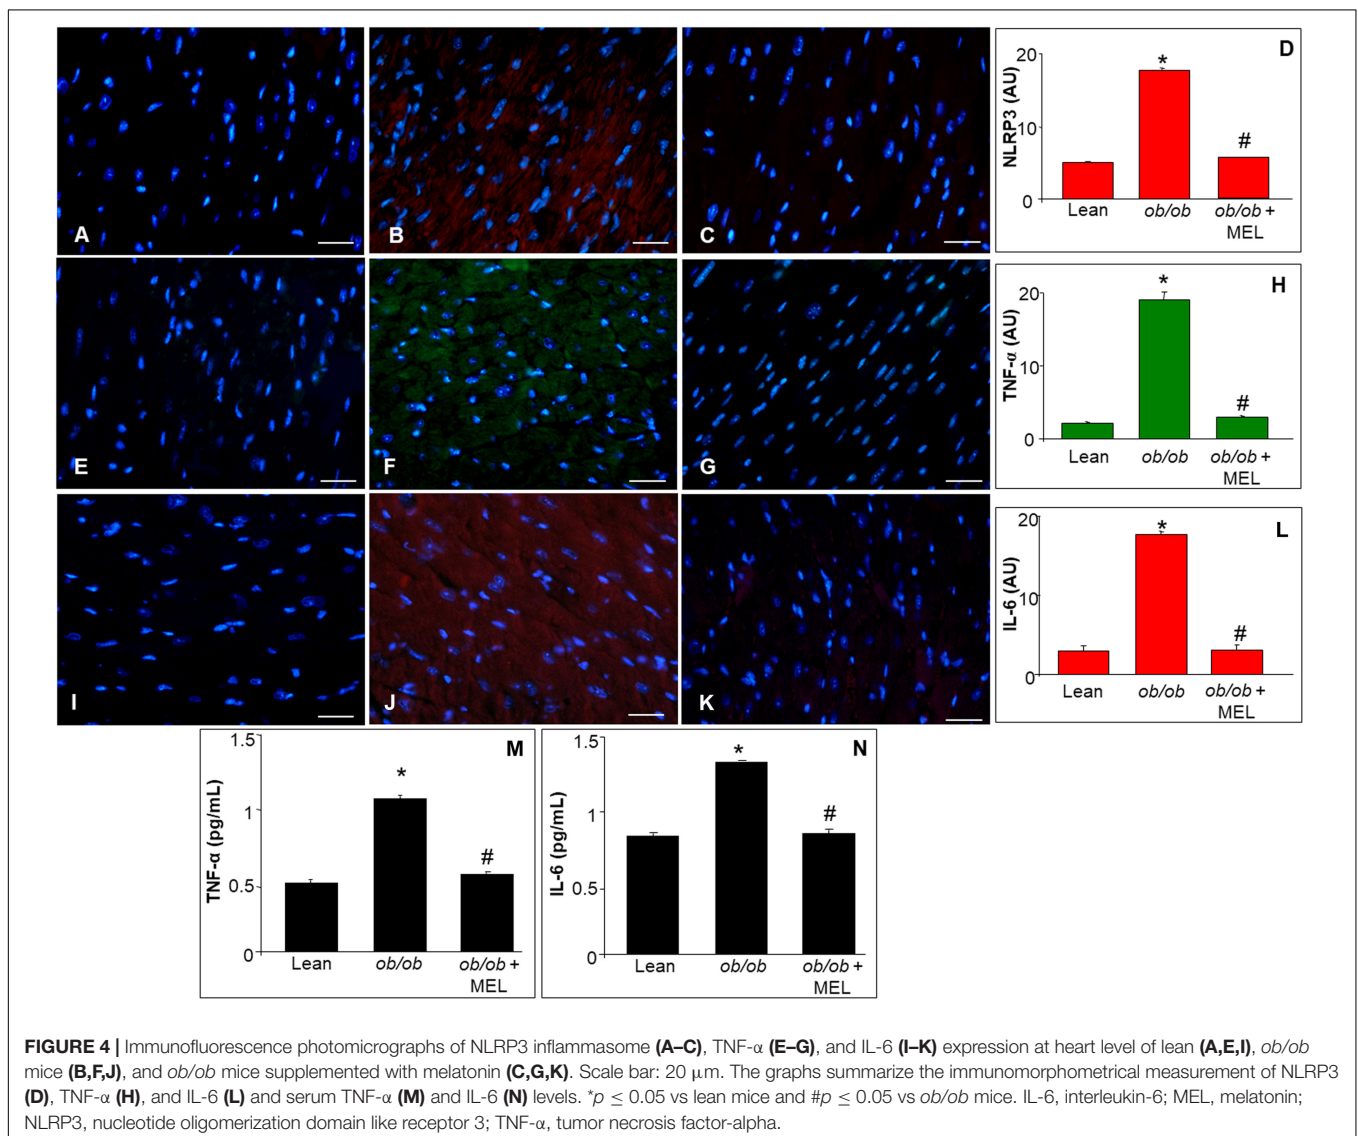 A
B
C
D
NLRP3 (AU)
20
10
0
*
#
Lean
ob/ob
ob/ob +
MEL
E
F
G
H
TNF-α (AU)
20
10
0
*
#
Lean
ob/ob
ob/ob +
MEL
I
J
K
L
IL-6 (AU)
20
10
0
*
#
Lean
ob/ob
ob/ob +
MEL
M
TNF-α (pg/mL)
1.5
1
0.5
0
*
#
Lean
ob/ob
ob/ob +
MEL
N
IL-6 (pg/mL)
1.5
1
0.5
0
*
#
Lean
ob/ob
ob/ob +
MEL
FIGURE 4 | Immunofluorescence photomicrographs of NLRP3 inflammasome (A–C), TNF-α (E–G), and IL-6 (I–K) expression at heart level of lean (A,E,I), ob/ob
mice (B,F,J), and ob/ob mice supplemented with melatonin (C,G,K). Scale bar: 20 μm. The graphs summarize the immunomorphometrical measurement of NLRP3
(D), TNF-α (H), and IL-6 (L) and serum TNF-α (M) and IL-6 (N) levels. *p ≤ 0.05 vs lean mice and #p ≤ 0.05 vs ob/ob mice. IL-6, interleukin-6; MEL, melatonin;
NLRP3, nucleotide oligomerization domain like receptor 3; TNF-α, tumor necrosis factor-alpha.